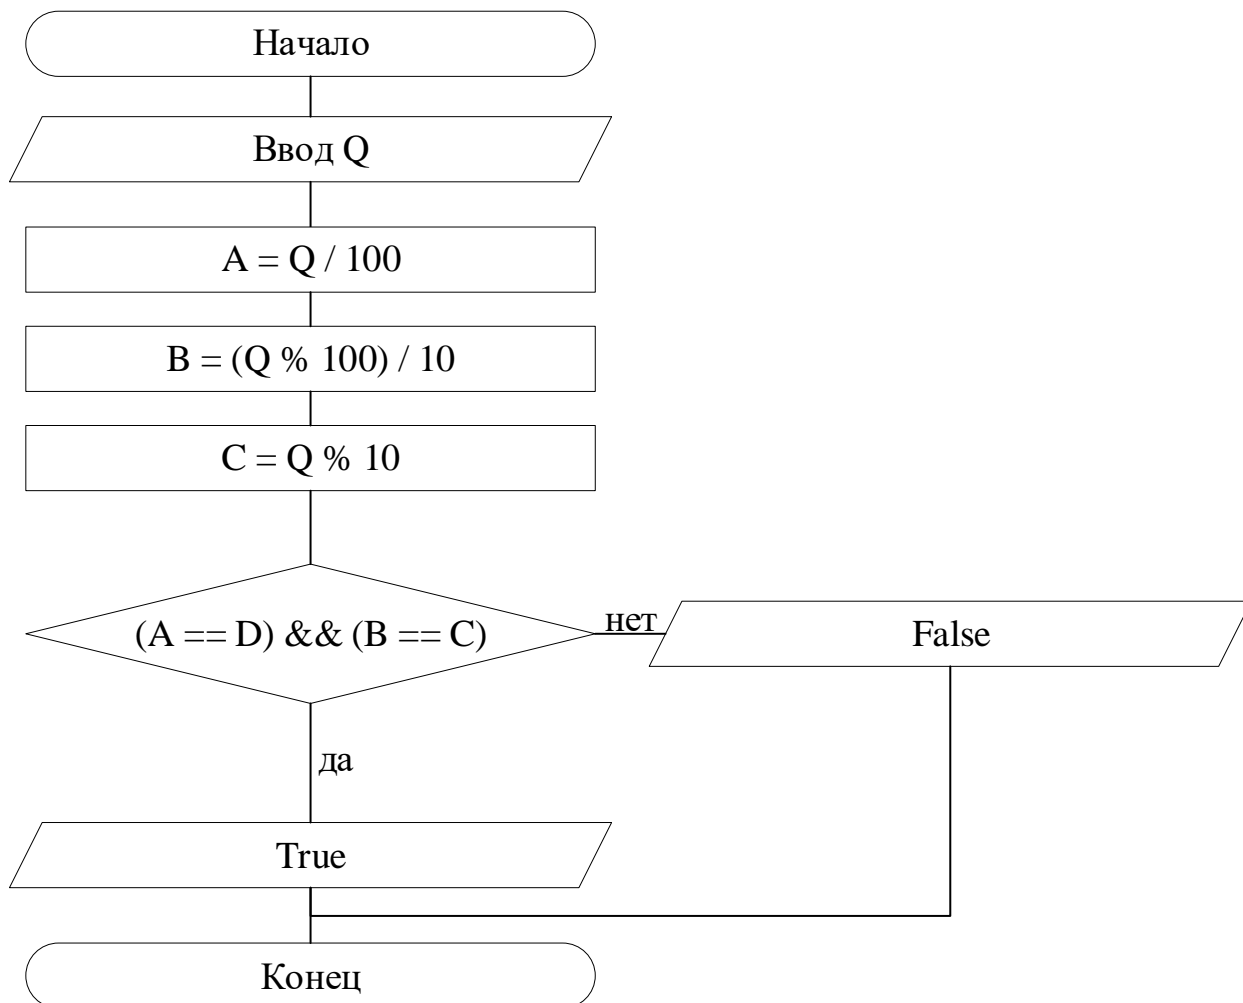 Начало
Ввод Q
A = Q / 100
B = (Q % 100) / 10
C = Q % 10
(A == D) && (B == C)
нет
False
да
True
Конец